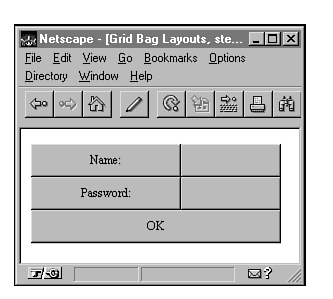 Netscape - [Grid Bag Layouts, ste...
File Edit View Go Bookmarks Options
Directory Window Help
Name:
Password:
OK
?